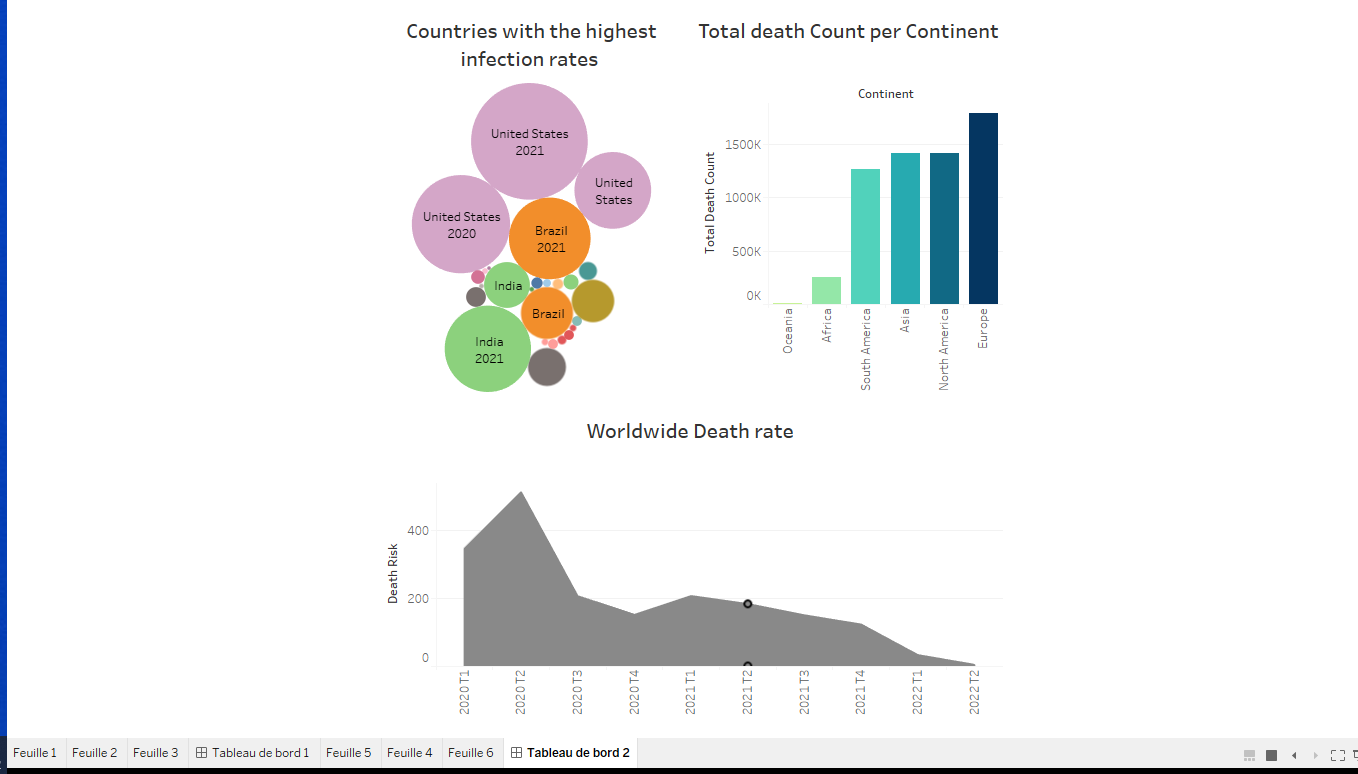 Countries with the highest
infection rates
United States
2021
United
States
United States
2020
Brazil
2021
India
Brazil
India
2021
Total death Count per Continent
Continent
Total Death Count
1500K
1000K
500K
0K
Oceania
Africa
South America
Asia
North America
Europe
Worldwide Death rate
Death Risk
400
200
0
2020 T1
2020 T2
2020 T3
2020 T4
2021 T1
2021 T2
2021 T3
2021 T4
2022 T1
2022 T2
Feuille 1 Feuille 2 Feuille 3 Tableau de bord 1 Feuille 5 Feuille 4 Feuille 6 Tableau de bord 2